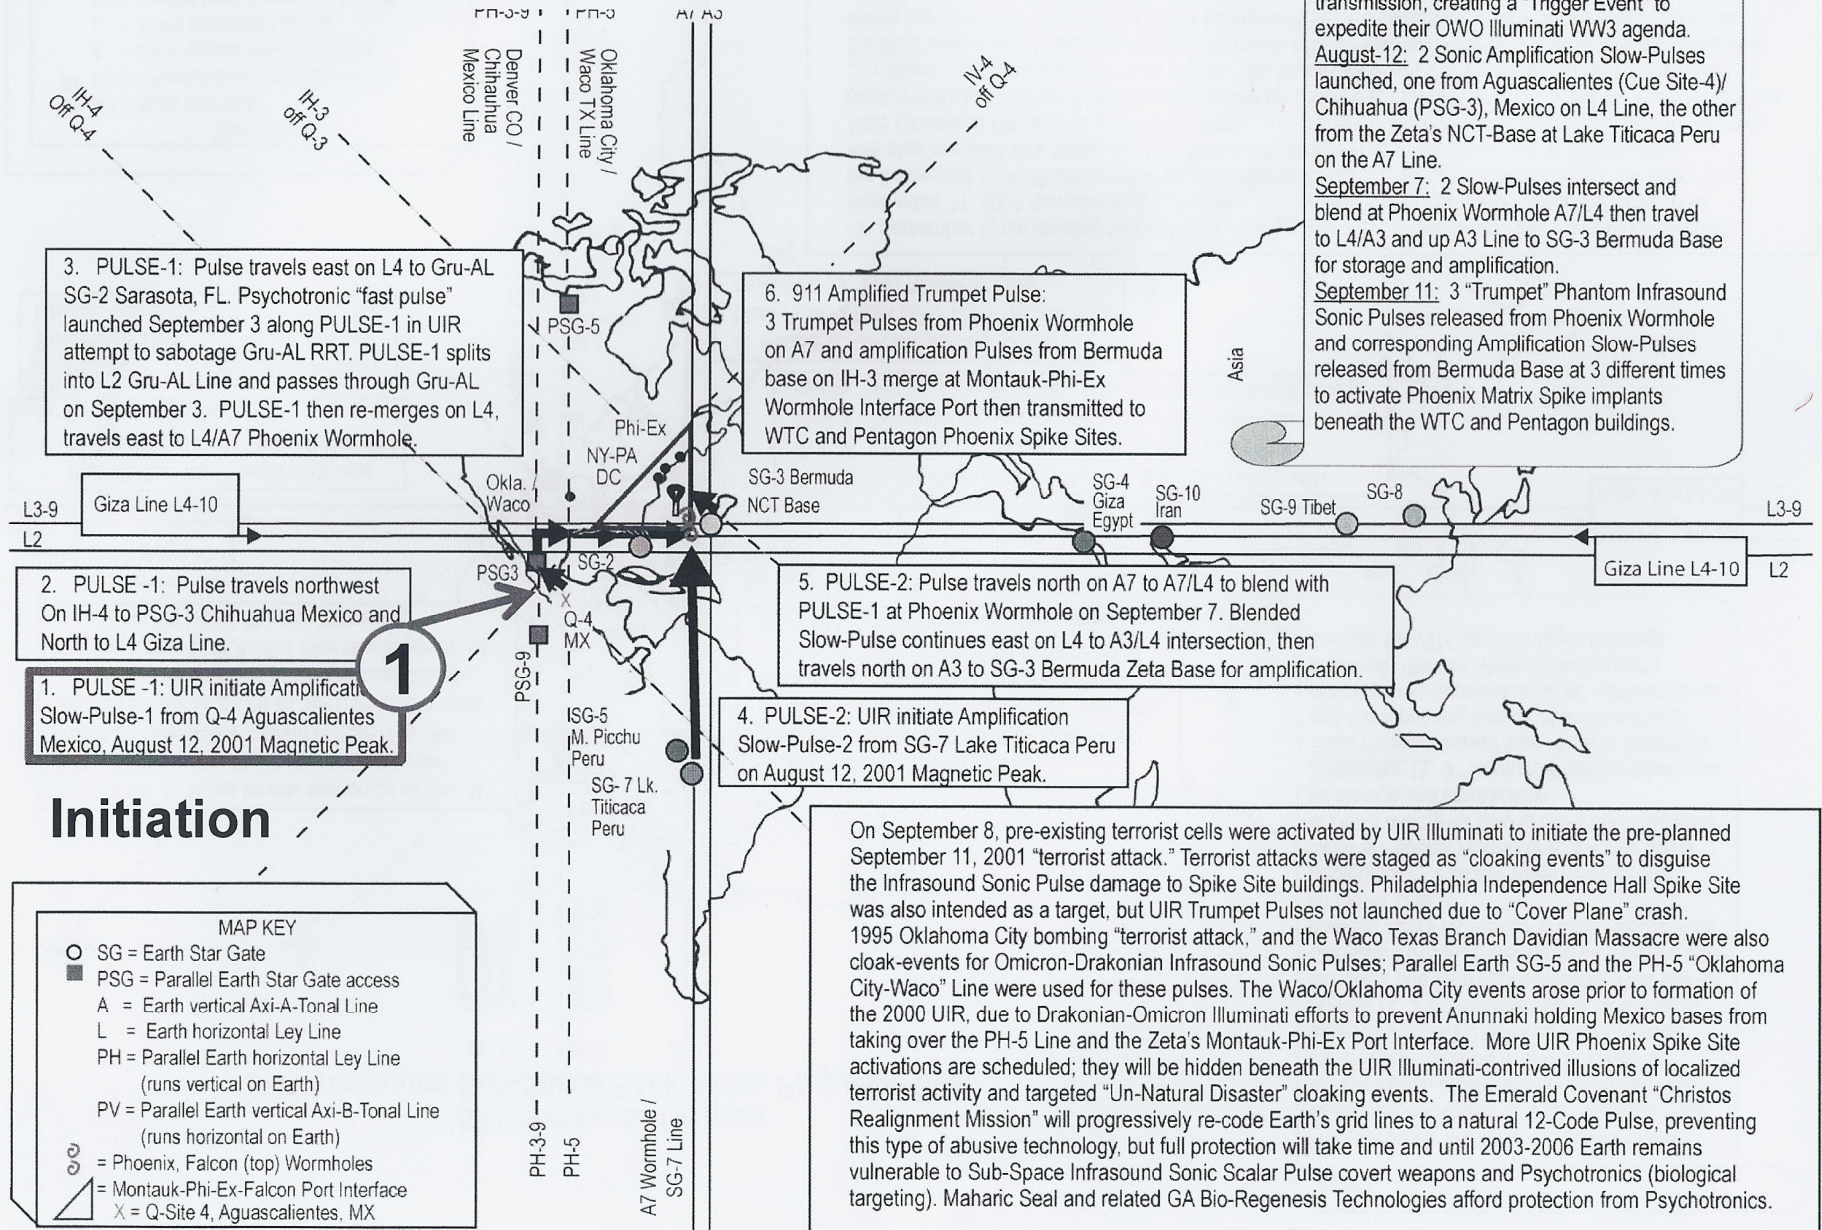 PH-3-9
PH-5
A7 A3
Denver CO /
Chihauhua
Mexico Line
Oklahoma City /
Waco TX Line
IH-4
Off Q-4
IH-3
off Q-3
IV-4
off Q-4
transmission, creating a "Trigger Event" to
expedite their OWO Illuminati WW3 agenda.
August-12: 2 Sonic Amplification Slow-Pulses
launched, one from Aguascalientes (Cue Site-4)/
Chihuahua (PSG-3), Mexico on L4 Line, the other
from the Zeta's NCT-Base at Lake Titicaca Peru
on the A7 Line.
September 7: 2 Slow-Pulses intersect and
blend at Phoenix Wormhole A7/L4 then travel
to L4/A3 and up A3 Line to SG-3 Bermuda Base
for storage and amplification.
September 11: 3 "Trumpet" Phantom Infrasound
Sonic Pulses released from Phoenix Wormhole
and corresponding Amplification Slow-Pulses
released from Bermuda Base at 3 different times
to activate Phoenix Matrix Spike implants
beneath the WTC and Pentagon buildings.
3. PULSE-1: Pulse travels east on L4 to Gru-AL
SG-2 Sarasota, FL. Psychotronic "fast pulse"
launched September 3 along PULSE-1 in UIR
attempt to sabotage Gru-AL RRT. PULSE-1 splits
into L2 Gru-AL Line and passes through Gru-AL
on September 3. PULSE-1 then re-merges on L4,
travels east to L4/A7 Phoenix Wormhole.
PSG-5
6. 911 Amplified Trumpet Pulse:
3 Trumpet Pulses from Phoenix Wormhole
on A7 and amplification Pulses from Bermuda
base on IH-3 merge at Montauk-Phi-Ex
Wormhole Interface Port then transmitted to
WTC and Pentagon Phoenix Spike Sites.
Asia
Phi-Ex
NY-PA
DC
Okla. /
Waco
SG-3 Bermuda
NCT Base
SG-4
Giza
Egypt
SG-10
Iran
SG-9 Tibet
SG-8
L3-9
Giza Line L4-10
L2
L3-9
Giza Line L4-10
L2
PSG3
SG-2
X
Q-4
MX
PSG-9
2. PULSE -1: Pulse travels northwest
On IH-4 to PSG-3 Chihuahua Mexico and
North to L4 Giza Line.
1
1. PULSE -1: UIR initiate Amplificati
Slow-Pulse-1 from Q-4 Aguascalientes
Mexico, August 12, 2001 Magnetic Peak.
5. PULSE-2: Pulse travels north on A7 to A7/L4 to blend with
PULSE-1 at Phoenix Wormhole on September 7. Blended
Slow-Pulse continues east on L4 to A3/L4 intersection, then
travels north on A3 to SG-3 Bermuda Zeta Base for amplification.
4. PULSE-2: UIR initiate Amplification
Slow-Pulse-2 from SG-7 Lake Titicaca Peru
on August 12, 2001 Magnetic Peak.
SG-5
M. Picchu
Peru
SG- 7 Lk.
Titicaca
Peru
Initiation
MAP KEY
SG = Earth Star Gate
PSG = Parallel Earth Star Gate access
A = Earth vertical Axi-A-Tonal Line
L = Earth horizontal Ley Line
PH = Parallel Earth horizontal Ley Line
(runs vertical on Earth)
PV = Parallel Earth vertical Axi-B-Tonal Line
(runs horizontal on Earth)
= Phoenix, Falcon (top) Wormholes
= Montauk-Phi-Ex-Falcon Port Interface
X = Q-Site 4, Aguascalientes, MX
PH-3-9
PH-5
A7 Wormhole /
SG-7 Line
On September 8, pre-existing terrorist cells were activated by UIR Illuminati to initiate the pre-planned
September 11, 2001 "terrorist attack." Terrorist attacks were staged as "cloaking events" to disguise
the Infrasound Sonic Pulse damage to Spike Site buildings. Philadelphia Independence Hall Spike Site
was also intended as a target, but UIR Trumpet Pulses not launched due to "Cover Plane" crash.
1995 Oklahoma City bombing "terrorist attack," and the Waco Texas Branch Davidian Massacre were also
cloak-events for Omicron-Drakonian Infrasound Sonic Pulses; Parallel Earth SG-5 and the PH-5 "Oklahoma
City-Waco" Line were used for these pulses. The Waco/Oklahoma City events arose prior to formation of
the 2000 UIR, due to Drakonian-Omicron Illuminati efforts to prevent Anunnaki holding Mexico bases from
taking over the PH-5 Line and the Zeta's Montauk-Phi-Ex Port Interface. More UIR Phoenix Spike Site
activations are scheduled; they will be hidden beneath the UIR Illuminati-contrived illusions of localized
terrorist activity and targeted "Un-Natural Disaster" cloaking events. The Emerald Covenant "Christos
Realignment Mission" will progressively re-code Earth's grid lines to a natural 12-Code Pulse, preventing
this type of abusive technology, but full protection will take time and until 2003-2006 Earth remains
vulnerable to Sub-Space Infrasound Sonic Scalar Pulse covert weapons and Psychotronics (biological
targeting). Maharic Seal and related GA Bio-Regenesis Technologies afford protection from Psychotronics.